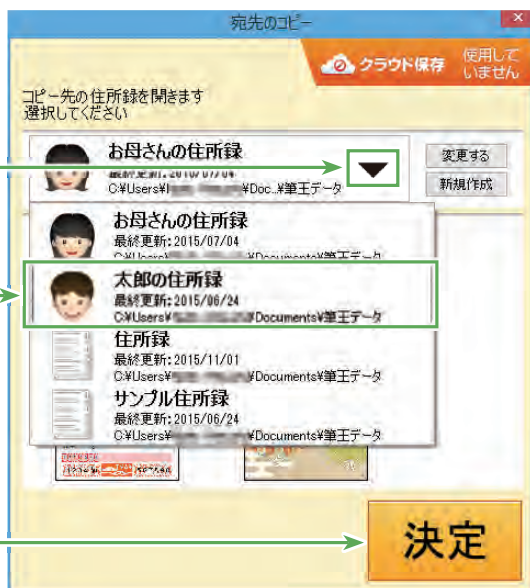 宛先のコピー
クラウド保存 使用して
いません
コピー先の住所録を開きます
選択してください
お母さんの住所録
C:¥Users¥ ¥Doc…¥筆王データ
変更する
新規作成
お母さんの住所録
最終更新:2015/07/04
C:¥Users¥ ¥Documents¥筆王データ
太郎の住所録
最終更新:2015/06/24
C:¥Users¥ ¥Documents¥筆王データ
住所録
最終更新:2015/11/01
C:¥Users¥ ¥Documents¥筆王データ
サンプル住所録
最終更新:2015/06/24
C:¥Users¥ ¥Documents¥筆王データ
決定